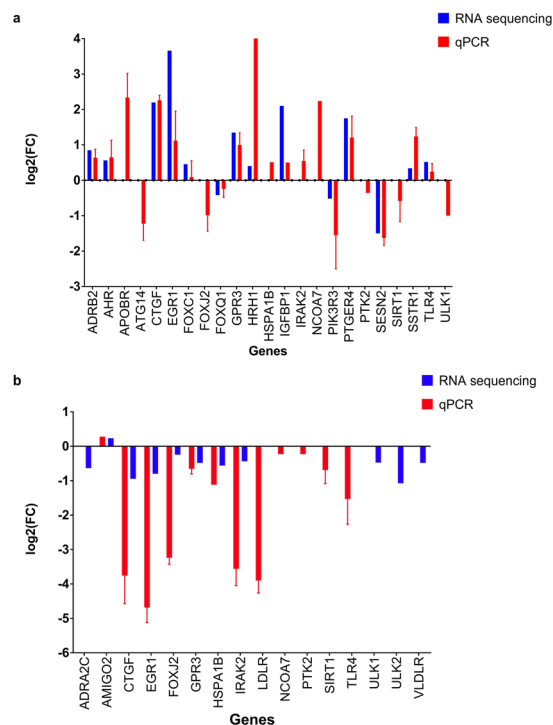 a
RNA sequencing
qPCR
log2(FC)
4
3
2
1
0
-1
-2
-3
ADRB2
AHR
APOBR
ATG14
CTGF
EGR1
FOXC1
FOXJ2
FOXQ1
GPR3
HRH1
HSPA1B
IGFBP1
IRAK2
NCOA7
PIK3R3
PTGER4
PTK2
SESN2
SIRT1
SSTR1
TLR4
ULK1
Genes
b
RNA sequencing
qPCR
log2(FC)
1
0
-1
-2
-3
-4
-5
-6
ADRA2C
AMIGO2
CTGF
EGR1
FOXJ2
GPR3
HSPA1B
IRAK2
LDLR
NCOA7
PTK2
SIRT1
TLR4
ULK1
ULK2
VLDLR
Genes